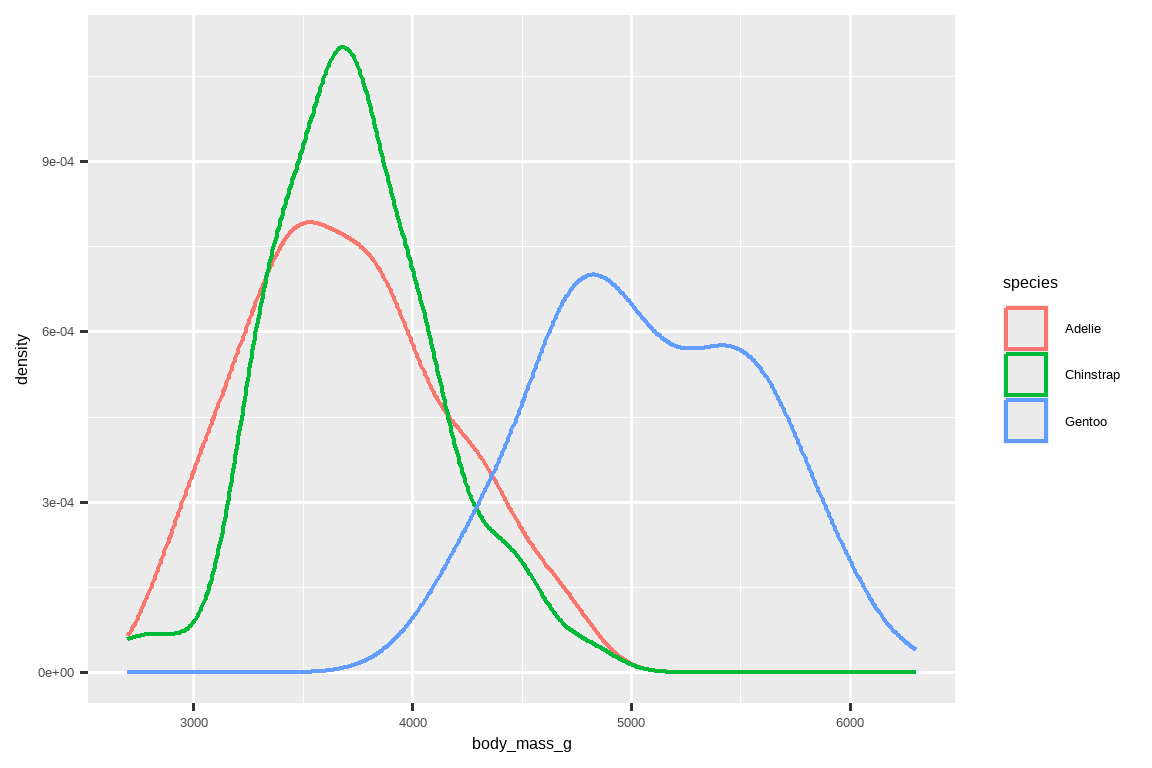 density
9e-04
6e-04
3e-04
0e+00
3000 4000 5000 6000
body_mass_g
species
Adelie
Chinstrap
Gentoo